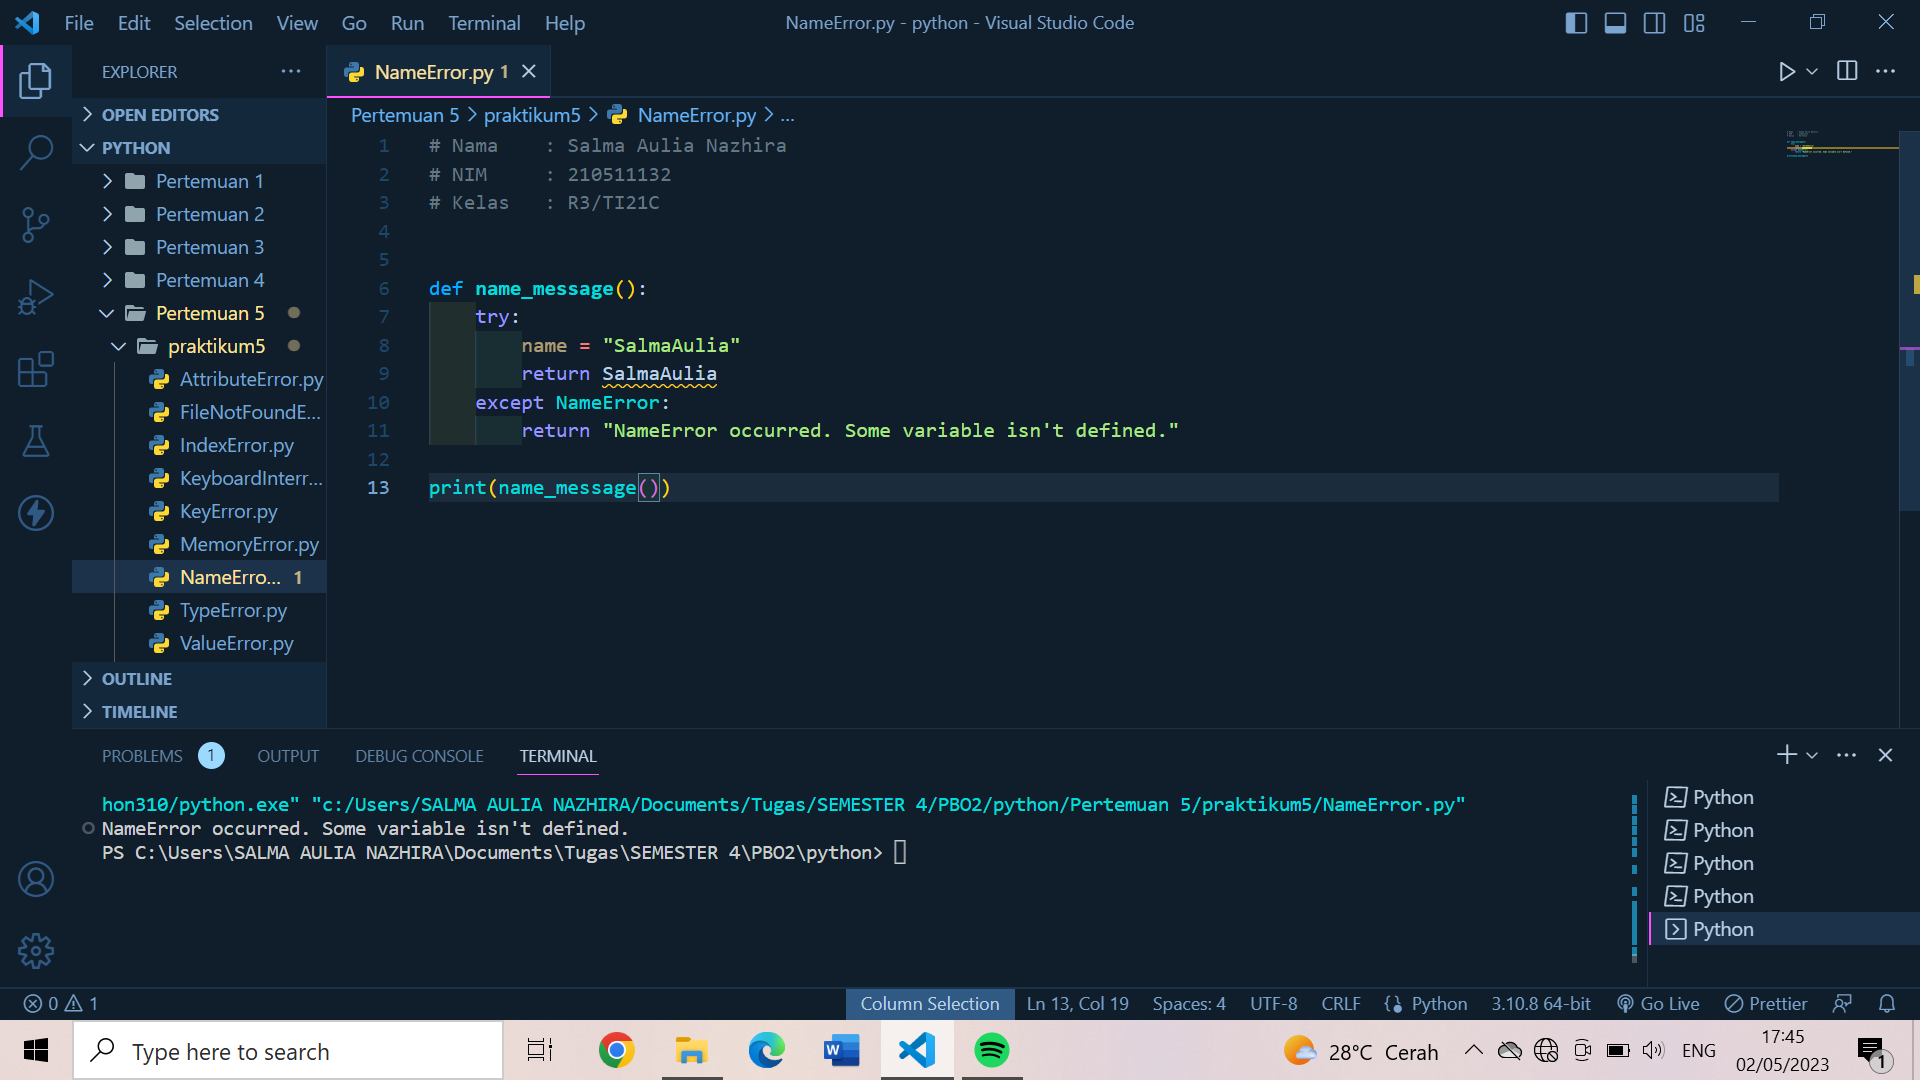 File Edit Selection View Go Run Terminal Help
NameError.py - python - Visual Studio Code
EXPLORER
OPEN EDITORS
PYTHON
Pertemuan 1
Pertemuan 2
Pertemuan 3
Pertemuan 4
Pertemuan 5
praktikum5
AttributeError.py
FileNotFoundE...
IndexError.py
KeyboardInterr...
KeyError.py
MemoryError.py
NameErro... 1
TypeError.py
ValueError.py
OUTLINE
TIMELINE
NameError.py 1
Pertemuan 5 > praktikum5 > NameError.py > ...
1 # Nama    : Salma Aulia Nazhira
2 # NIM     : 210511132
3 # Kelas   : R3/TI21C
4
5
6 def name_message():
7     try:
8         name = "SalmaAulia"
9         return SalmaAulia
10     except NameError:
11         return "NameError occurred. Some variable isn't defined."
12
13 print(name_message())
PROBLEMS 1 OUTPUT DEBUG CONSOLE TERMINAL
hon310/python.exe" "c:/Users/SALMA AULIA NAZHIRA/Documents/Tugas/SEMESTER 4/PBO2/python/Pertemuan 5/praktikum5/NameError.py"
NameError occurred. Some variable isn't defined.
PS C:\Users\SALMA AULIA NAZHIRA\Documents\Tugas\SEMESTER 4\PBO2\python>
Python
Python
Python
Python
Python
0 1 Column Selection Ln 13, Col 19 Spaces: 4 UTF-8 CRLF Python 3.10.8 64-bit Go Live Prettier
Type here to search
28°C Cerah
ENG
17:45
02/05/2023
1